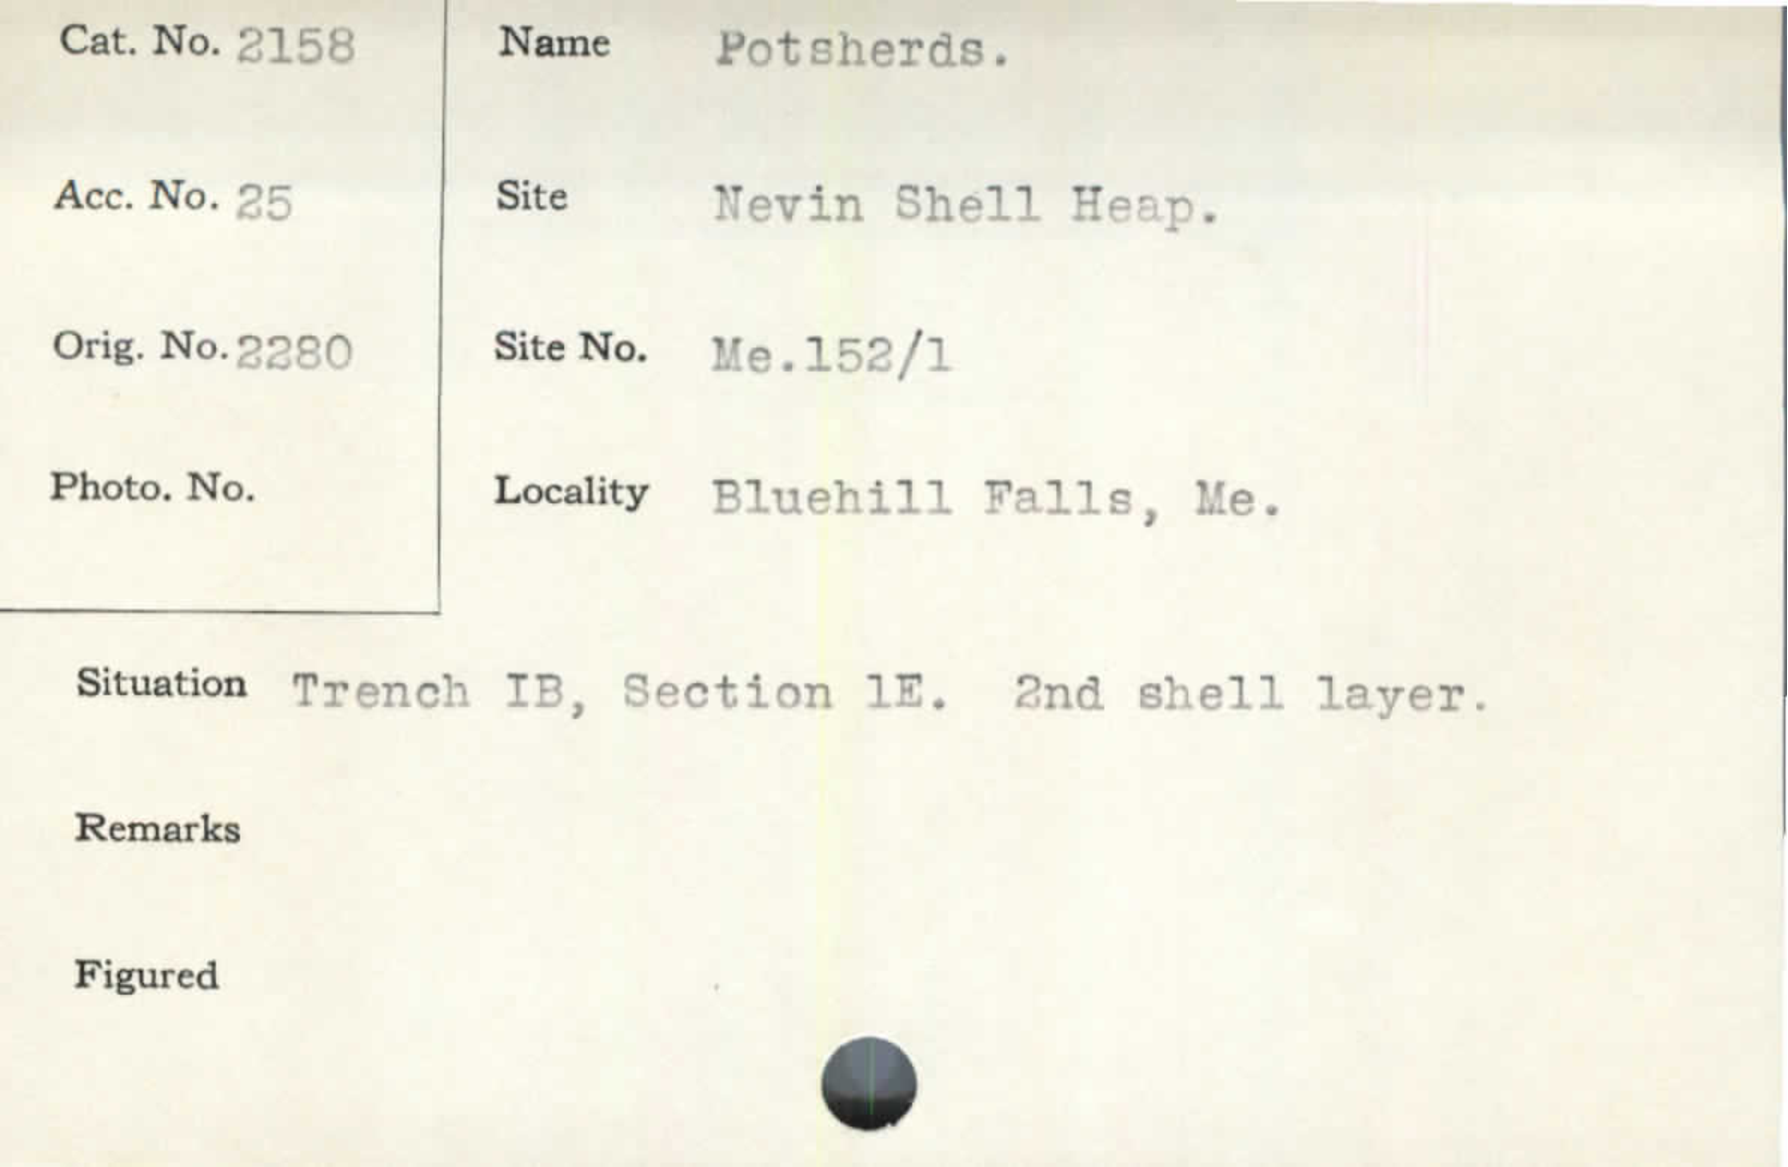 Cat. No. 2158
Name Potsherds.
Acc. No. 25
Site Nevin Shell Heap.
Orig. No. 2280
Site No. Me.152/1
Photo. No.
Locality Bluehill Falls, Me.
Situation Trench IB, Section 1E. 2nd shell layer.
Remarks
Figured